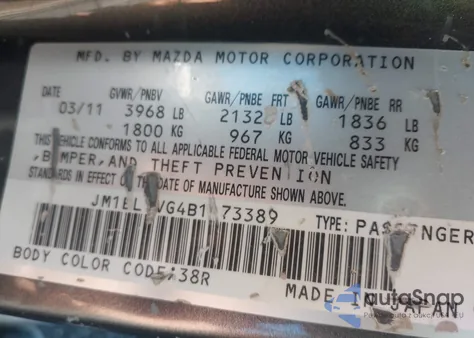 MFD. BY MAZDA MOTOR CORPORATION
DATE GVWR/PNBV GAWR/PNBE FRT GAWR/PNBE RR
03/11 3968 LB 2132 LB 1836 LB
1800 KG 967 KG 833 KG
THIS VEHICLE CONFORMS TO ALL APPLICABLE FEDERAL MOTOR VEHICLE SAFETY
,BUMPER,AND THEFT PREVENTION
STANDARDS IN EFFECT ON THE DATE OF MANUFACTURE SHOWN ABOVE.
TYPE: PASSENGER
BODY COLOR CODE:38R
MADE IN JAPAN
autoSnap